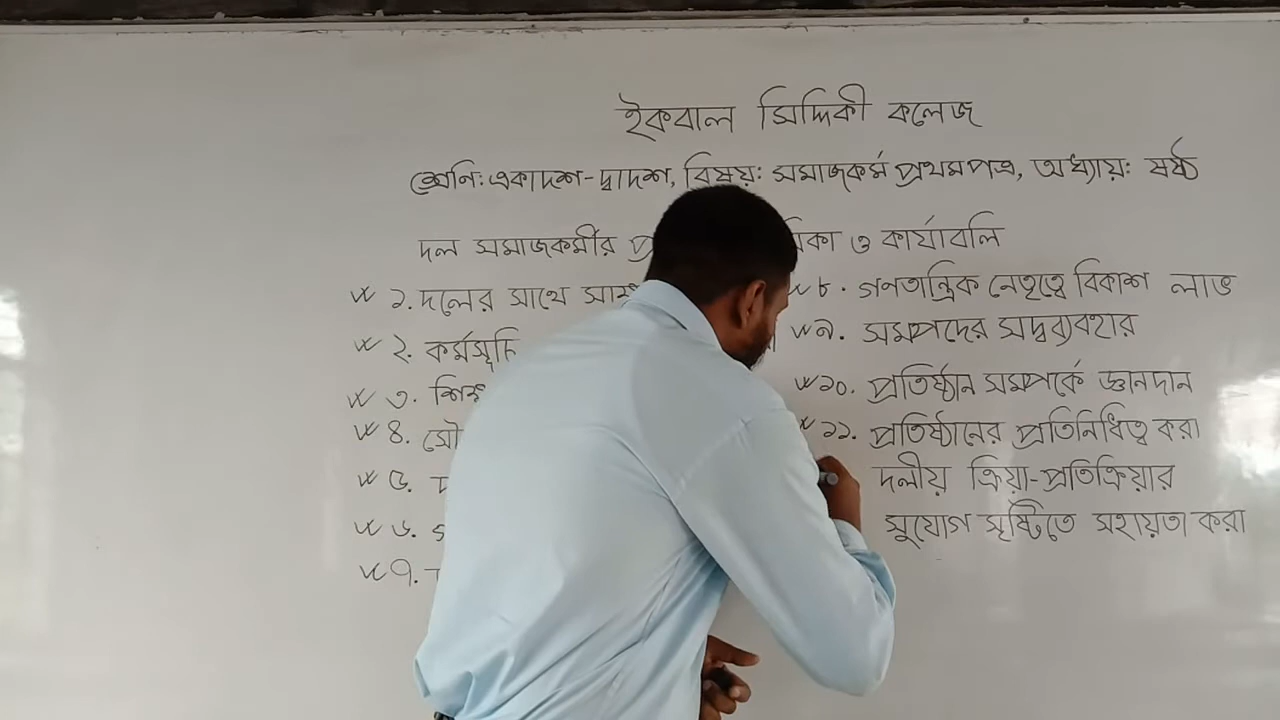 ইকবাল সিদ্দিকী কলেজ
শ্রেণি: একাদশ-দ্বাদশ, বিষয়: সমাজকর্ম প্রথমপত্র, অধ্যায়: ষষ্ঠ
দল সমাজকর্মীর ও কার্যাবলি
১. দলের সাথে
২.
৩.
৪.
৫.
৬.
৭.
৮. গণতান্ত্রিক নেতৃত্বে বিকাশ লাভ
৯. সম্পদের সদ্ব্যবহার
১০. প্রতিষ্ঠান সম্পর্কে জ্ঞানদান
১১. প্রতিষ্ঠানের প্রতিনিধিত্ব করা
দলীয় ক্রিয়া-প্রতিক্রিয়ার
সুযোগ সৃষ্টিতে সহায়তা করা